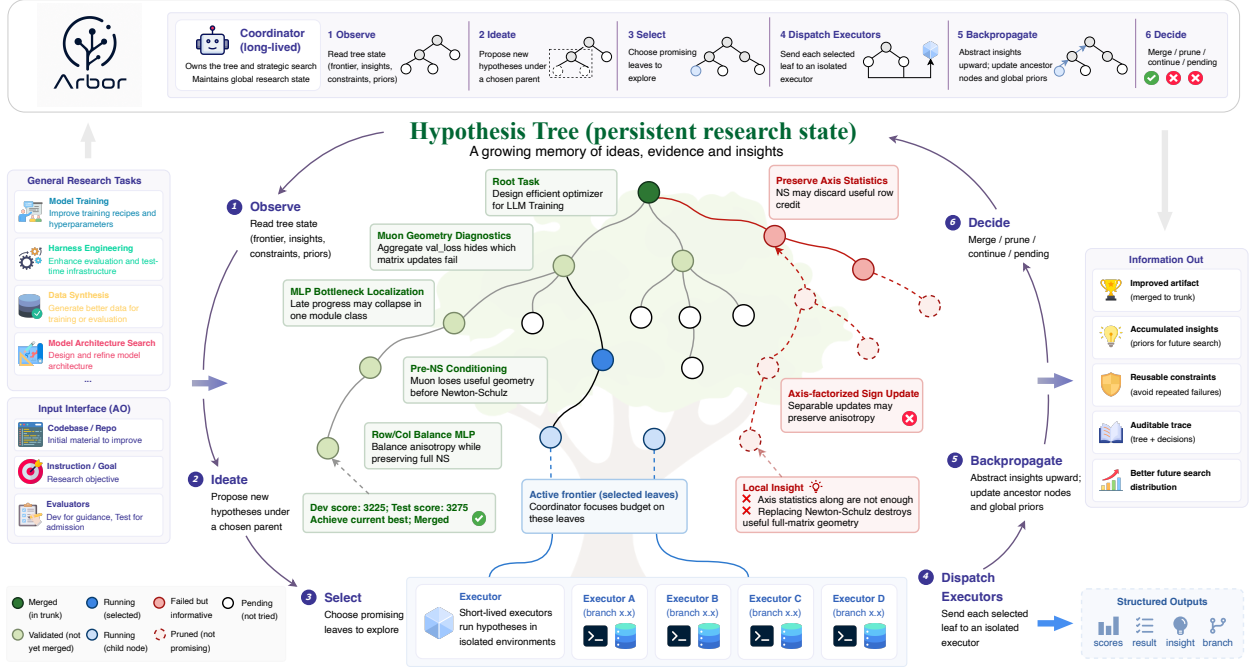 Arbor
Coordinator
(long-lived)
Owns the tree and strategic search
Maintains global research state
1 Observe
Read tree state
(frontier, insights,
constraints, priors)
2 Ideate
Propose new
hypotheses under
a chosen parent
3 Select
Choose promising
leaves to
explore
4 Dispatch Executors
Send each selected
leaf to an isolated
executor
5 Backpropagate
Abstract insights
upward; update ancestor
nodes and global priors
6 Decide
Merge / prune /
continue / pending
Hypothesis Tree (persistent research state)
A growing memory of ideas, evidence and insights
General Research Tasks
Model Training
Improve training recipes and
hyperparameters
Harness Engineering
Enhance evaluation and test-
time infrastructure
Data Synthesis
Generate better data for
training or evaluation
Model Architecture Search
Design and refine model
architecture
...
Input Interface (AO)
Codebase / Repo
Initial material to improve
Instruction / Goal
Research objective
Evaluators
Dev for guidance, Test for
admission
1 Observe
Read tree state
(frontier, insights,
constraints, priors)
2 Ideate
Propose new
hypotheses under
a chosen parent
3 Select
Choose promising
leaves to explore
Root Task
Design efficient optimizer
for LLM Training
Muon Geometry Diagnostics
Aggregate val_loss hides which
matrix updates fail
MLP Bottleneck Localization
Late progress may collapse in
one module class
Pre-NS Conditioning
Muon loses useful geometry
before Newton-Schulz
Row/Col Balance MLP
Balance anisotropy while
preserving full NS
Dev score: 3225; Test score: 3275
Achieve current best; Merged
Active frontier (selected leaves)
Coordinator focuses budget on
these leaves
Preserve Axis Statistics
NS may discard useful row
credit
Axis-factorized Sign Update
Separable updates may
preserve anisotropy
Local Insight
Axis statistics along are not enough
Replacing Newton-Schulz destroys
useful full-matrix geometry
6 Decide
Merge / prune /
continue / pending
5 Backpropagate
Abstract insights upward;
update ancestor nodes
and global priors
4 Dispatch
Executors
Send each selected
leaf to an isolated
executor
Information Out
Improved artifact
(merged to trunk)
Accumulated insights
(priors for future search)
Reusable constraints
(avoid repeated failures)
Auditable trace
(tree + decisions)
Better future search
distribution
Merged
(in trunk)
Running
(selected)
Failed but
informative
Pending
(not tried)
Validated (not
yet merged)
Running
(child node)
Pruned (not
promising)
Executor
Short-lived executors
run hypotheses in
isolated environments
Executor A
(branch x.x)
Executor B
(branch x.x)
Executor C
(branch x.x)
Executor D
(branch x.x)
Structured Outputs
scores
result
insight
branch